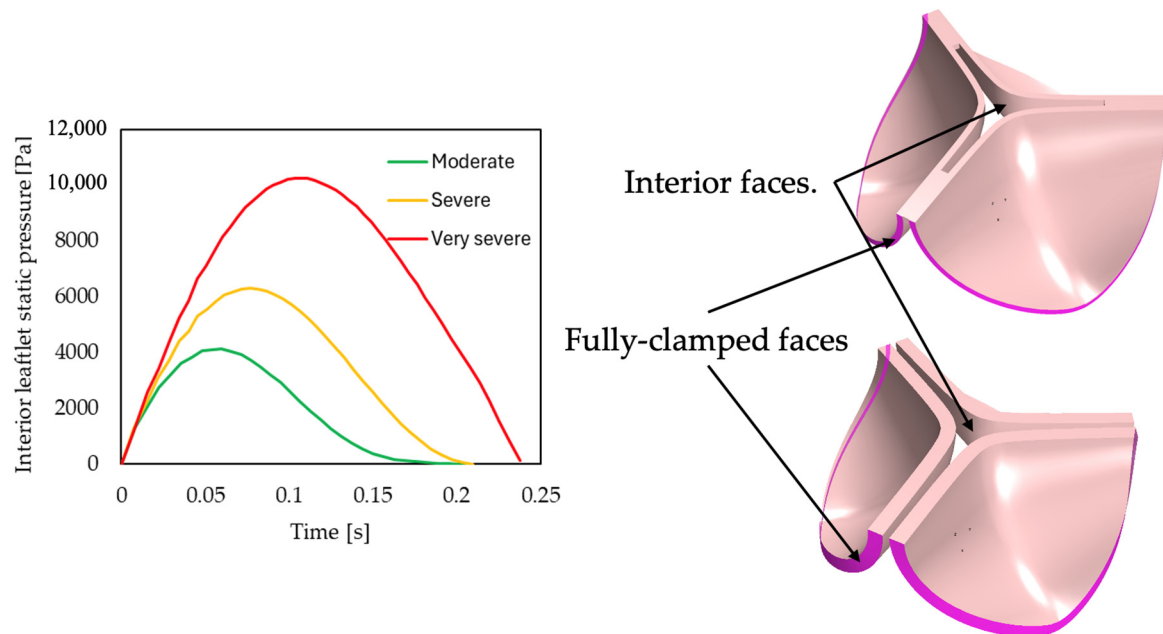 Interior leaftlet static pressure [Pa]
12,000
10,000
8000
6000
4000
2000
0
Moderate
Severe
Very severe
0 0.05 0.1 0.15 0.2 0.25
Time [s]
Interior faces.
Fully-clamped faces